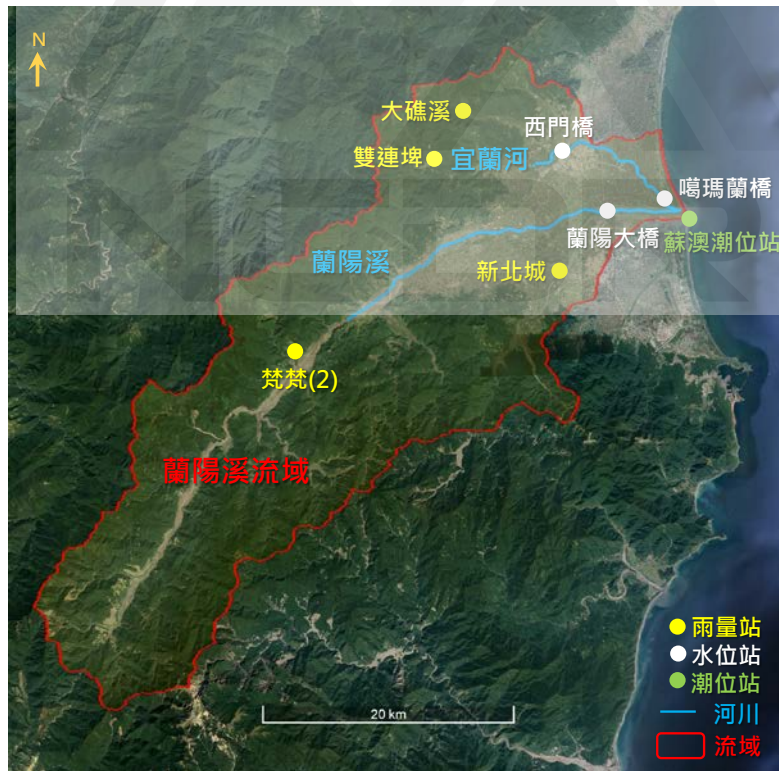 N
大礁溪
西門橋
雙連埤
宜蘭河
噶瑪蘭橋
蘭陽大橋
蘇澳潮位站
蘭陽溪
新北城
梵梵(2)
蘭陽溪流域
雨量站
水位站
潮位站
河川
流域
20 km